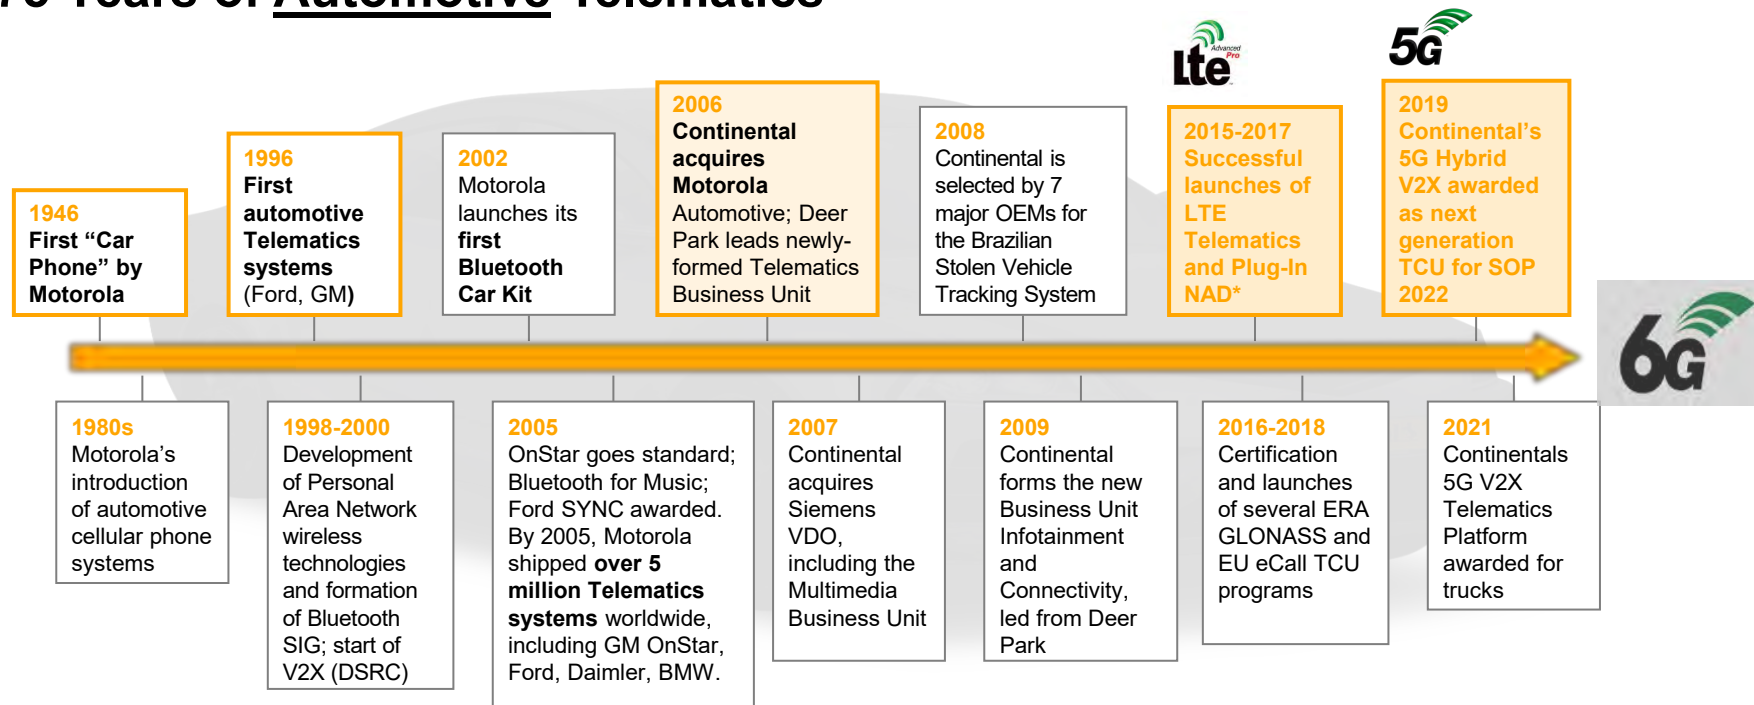 Years of Automotive Telematics
Lte
Advanced
Pro
5G
1946
First “Car
Phone” by
Motorola
1996
First
automotive
Telematics
systems
(Ford, GM)
2002
Motorola
launches its
first
Bluetooth
Car Kit
2006
Continental
acquires
Motorola
Automotive; Deer
Park leads newly-
formed Telematics
Business Unit
2008
Continental is
selected by 7
major OEMs for
the Brazilian
Stolen Vehicle
Tracking System
2015-2017
Successful
launches of
LTE
Telematics
and Plug-In
NAD*
2019
Continental’s
5G Hybrid
V2X awarded
as next
generation
TCU for SOP
2022
6G
1980s
Motorola’s
introduction
of automotive
cellular phone
systems
1998-2000
Development
of Personal
Area Network
wireless
technologies
and formation
of Bluetooth
SIG; start of
V2X (DSRC)
2005
OnStar goes standard;
Bluetooth for Music;
Ford SYNC awarded.
By 2005, Motorola
shipped over 5
million Telematics
systems worldwide,
including GM OnStar,
Ford, Daimler, BMW.
2007
Continental
acquires
Siemens
VDO,
including the
Multimedia
Business Unit
2009
Continental
forms the new
Business Unit
Infotainment
and
Connectivity,
led from Deer
Park
2016-2018
Certification
and launches
of several ERA
GLONASS and
EU eCall TCU
programs
2021
Continentals
5G V2X
Telematics
Platform
awarded for
trucks